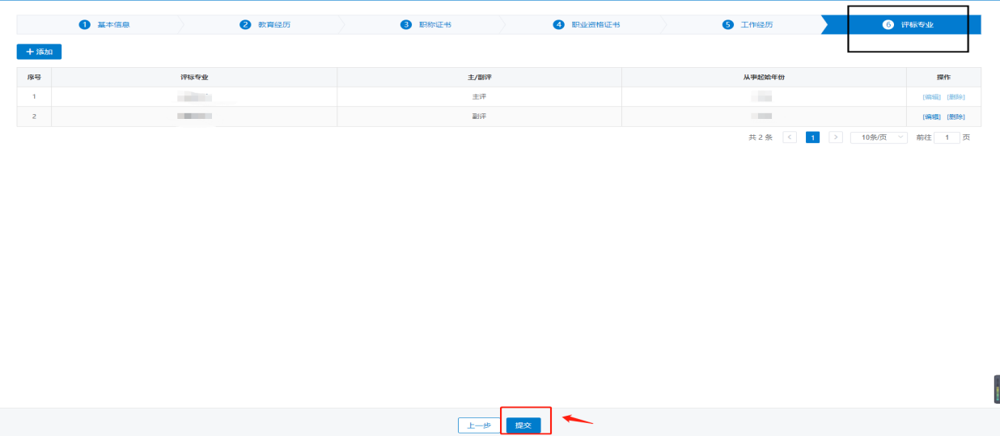 1 基本信息 2 教育经历 3 职称证书 4 职业资格证书 5 工作经历 6 评标专业
+ 添加
序号 评标专业 主/副评 从事起始年份 操作
1 主评 [编辑] [删除]
2 副评 [编辑] [删除]
共 2 条 < 1 > 10条/页 前往 1 页
上一步 提交